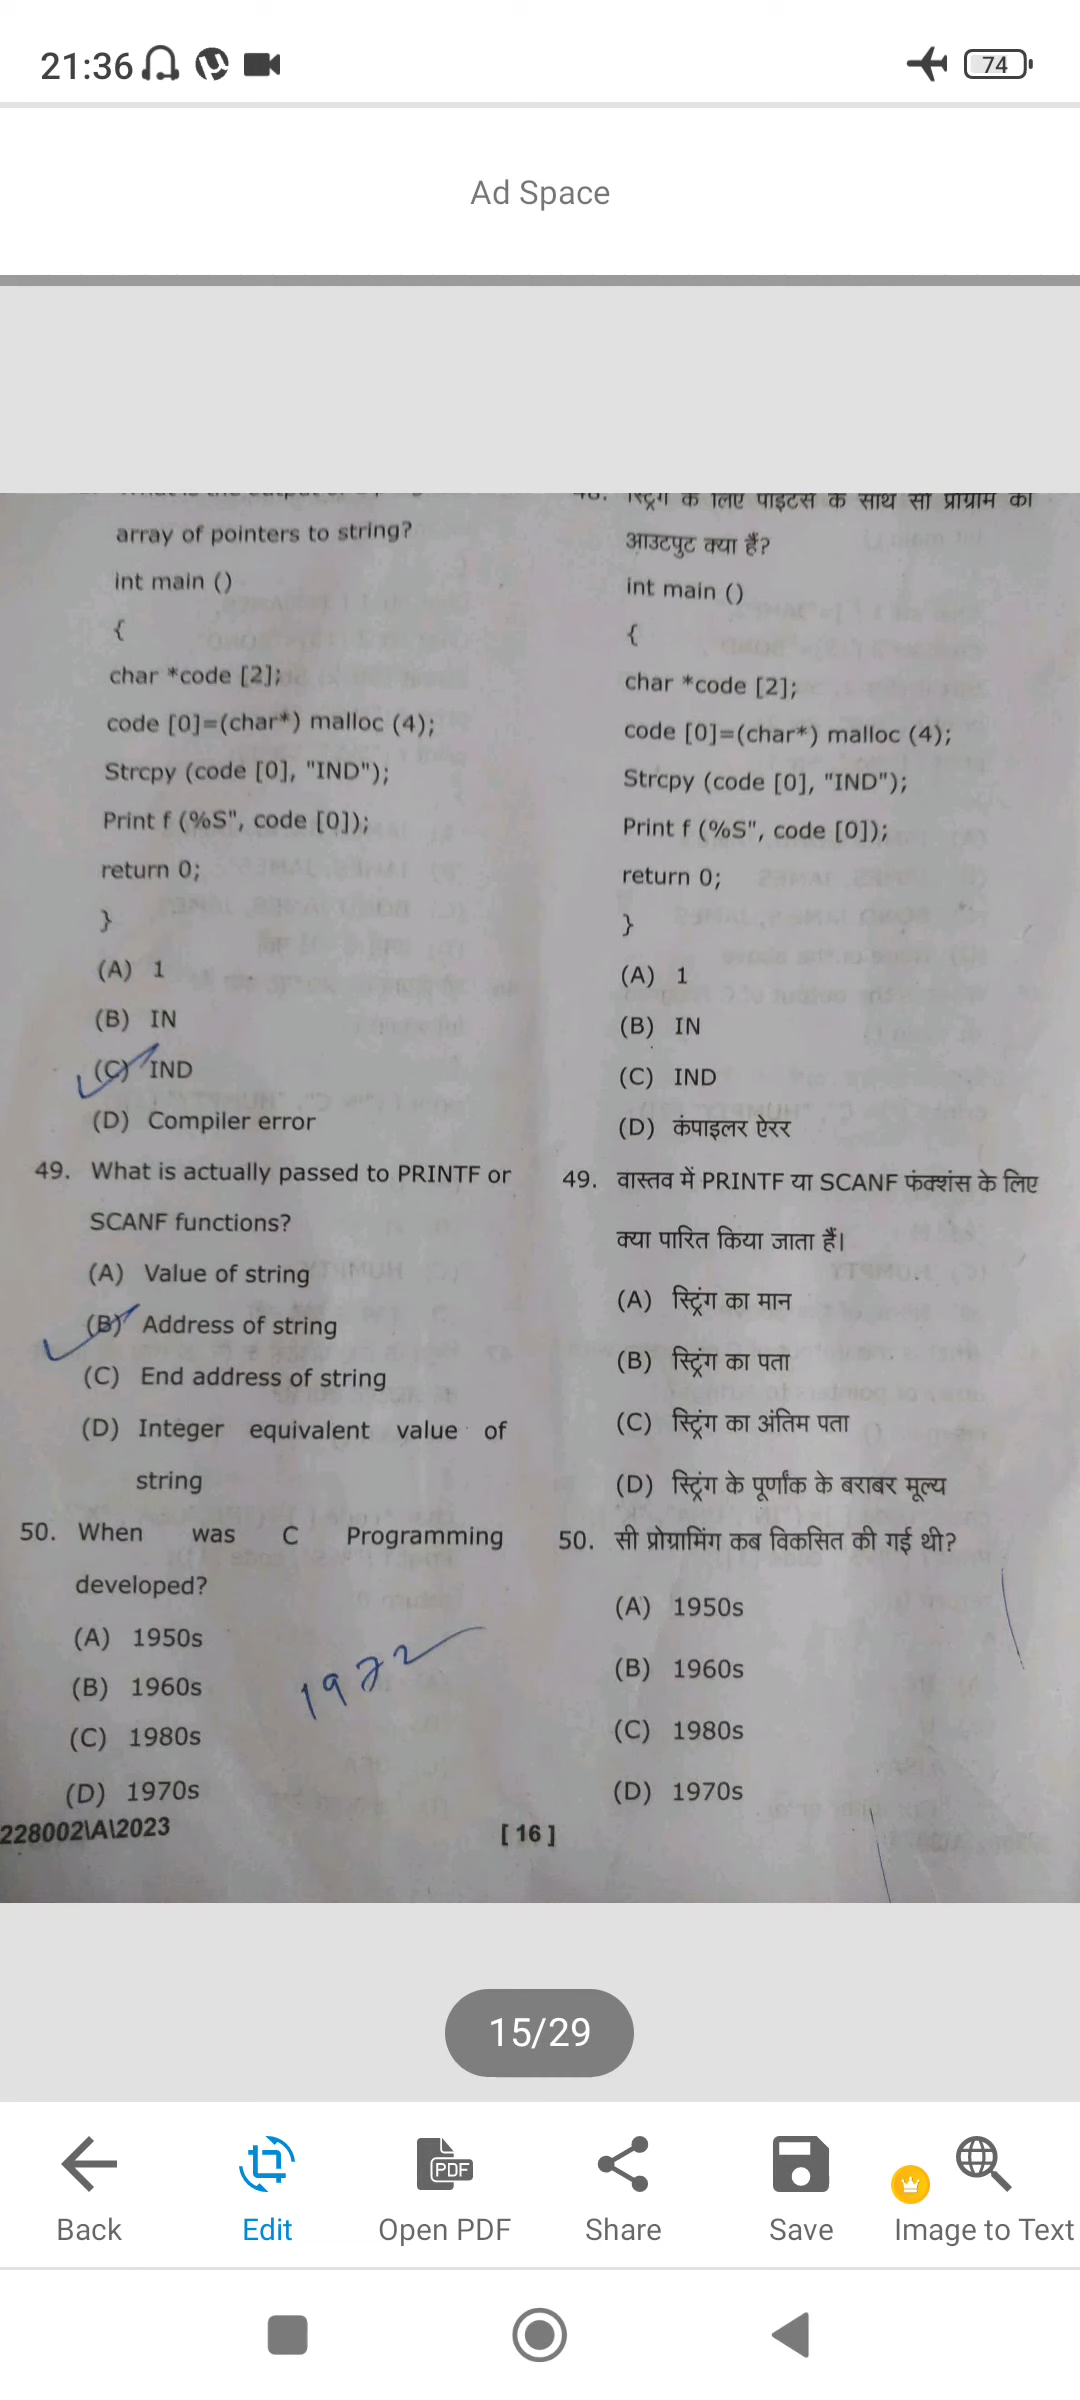 21:36
74
Ad Space
array of pointers to string?
int main ()
{
char *code [2];
code [0]=(char*) malloc (4);
Strcpy (code [0], "IND");
Print f (%S", code [0]);
return 0;
}
(A) 1
(B) IN
(C) IND
(D) Compiler error
49. What is actually passed to PRINTF or
SCANF functions?
(A) Value of string
(B) Address of string
(C) End address of string
(D) Integer equivalent value of
string
50. When was C Programming
developed?
(A) 1950s
(B) 1960s
(C) 1980s
(D) 1970s
1972
228002\A\2023
[ 16 ]
के लिए पाइंटर्स के साथ सी प्रोग्राम का
आउटपुट क्या हैं?
int main ()
{
char *code [2];
code [0]=(char*) malloc (4);
Strcpy (code [0], "IND");
Print f (%S", code [0]);
return 0;
}
(A) 1
(B) IN
(C) IND
(D) कंपाइलर ऐरर
49. वास्तव में PRINTF या SCANF फंक्शंस के लिए
क्या पारित किया जाता हैं।
(A) स्ट्रिंग का मान
(B) स्ट्रिंग का पता
(C) स्ट्रिंग का अंतिम पता
(D) स्ट्रिंग के पूर्णांक के बराबर मूल्य
50. सी प्रोग्रामिंग कब विकसित की गई थी?
(A) 1950s
(B) 1960s
(C) 1980s
(D) 1970s
15/29
Back
Edit
PDF
Open PDF
Share
Save
Image to Text